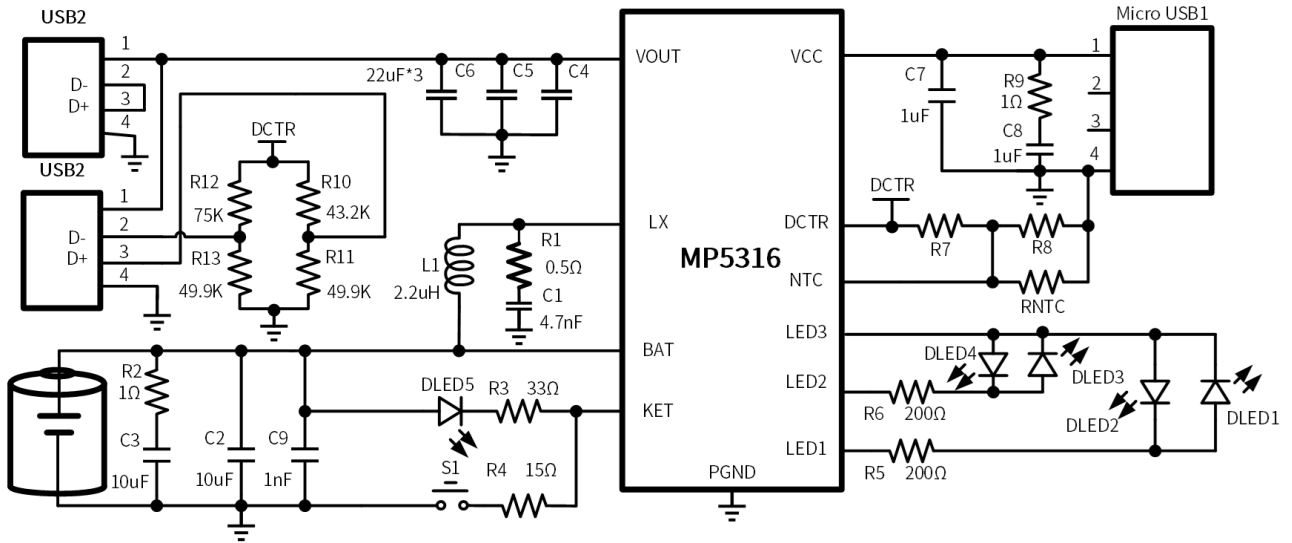 USB2
1
2
D-
3
D+
4
USB2
1
2
D-
3
D+
4
DCTR
R12
75K
R10
43.2K
R13
49.9K
R11
49.9K
22uF*3
C6
C5
C4
L1
2.2uH
R1
0.5Ω
C1
4.7nF
R2
1Ω
C3
10uF
C2
10uF
C9
1nF
DLED5
R3
33Ω
S1
R4
15Ω
VOUT
LX
BAT
KET
MP5316
VCC
DCTR
NTC
LED3
LED2
LED1
PGND
Micro USB1
1
2
3
4
C7
1uF
R9
1Ω
C8
1uF
DCTR
R7
R8
RNTC
DLED4
DLED3
R6
200Ω
DLED2
DLED1
R5
200Ω